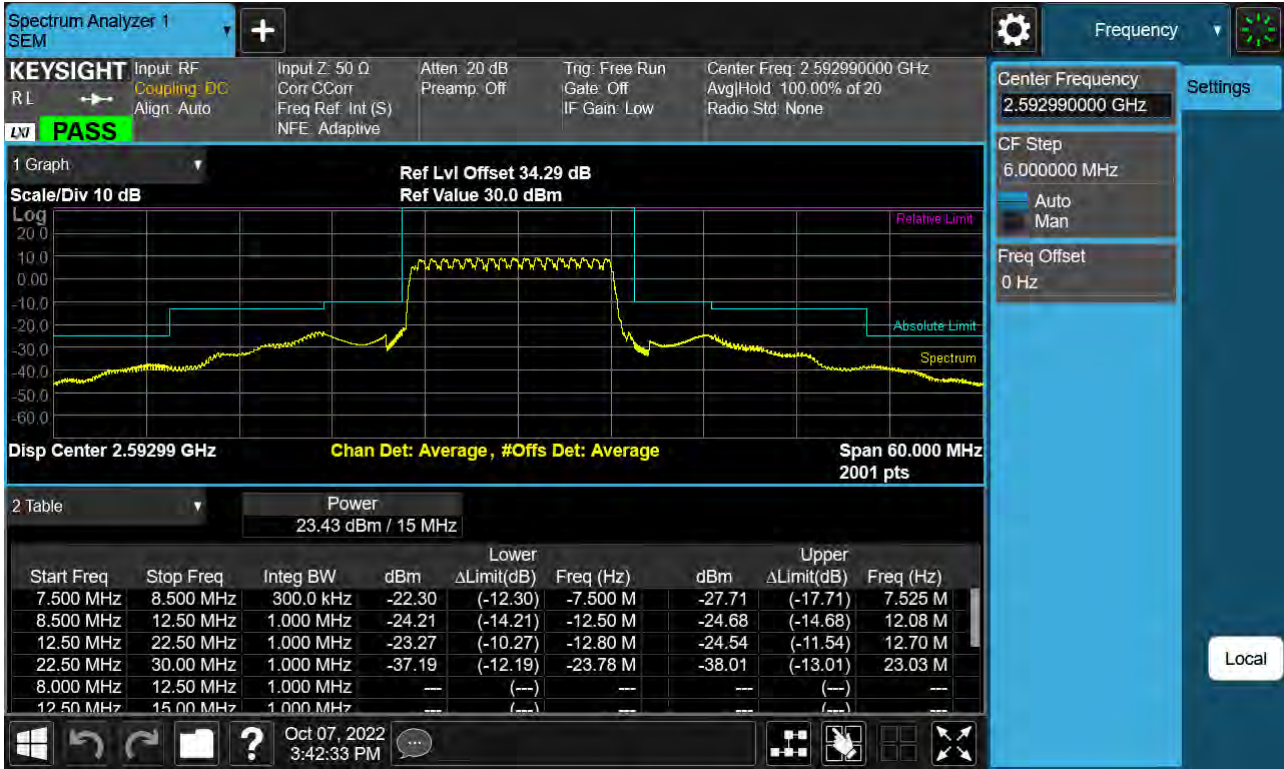 Spectrum Analyzer 1
SEM
Frequency
KEYSIGHT
RL
LXI
PASS
Input: RF
Coupling: DC
Align: Auto
Input Z: 50 Ω
Corr CCorr
Freq Ref: Int (S)
NFE: Adaptive
Atten: 20 dB
Preamp: Off
Trig: Free Run
Gate: Off
IF Gain: Low
Center Freq: 2.592990000 GHz
Avg|Hold: 100.00% of 20
Radio Std: None
Center Frequency
2.592990000 GHz
Settings
CF Step
6.000000 MHz
Auto
Man
Freq Offset
0 Hz
1 Graph
Ref Lvl Offset 34.29 dB
Scale/Div 10 dB
Ref Value 30.0 dBm
Log
20.0
10.0
0.00
-10.0
-20.0
-30.0
-40.0
-50.0
-60.0
Relative Limit
Absolute Limit
Spectrum
Disp Center 2.59299 GHz
Chan Det: Average, #Offs Det: Average
Span 60.000 MHz
2001 pts
2 Table
Power
23.43 dBm / 15 MHz
Lower Upper
Start Freq Stop Freq Integ BW dBm ΔLimit(dB) Freq (Hz) dBm ΔLimit(dB) Freq (Hz)
7.500 MHz 8.500 MHz 300.0 kHz -22.30 (-12.30) -7.500 M -27.71 (-17.71) 7.525 M
8.500 MHz 12.50 MHz 1.000 MHz -24.21 (-14.21) -12.50 M -24.68 (-14.68) 12.08 M
12.50 MHz 22.50 MHz 1.000 MHz -23.27 (-10.27) -12.80 M -24.54 (-11.54) 12.70 M
22.50 MHz 30.00 MHz 1.000 MHz -37.19 (-12.19) -23.78 M -38.01 (-13.01) 23.03 M
8.000 MHz 12.50 MHz 1.000 MHz --- (---) --- --- (---) ---
12.50 MHz 15.00 MHz 1.000 MHz --- (---) --- --- (---) ---
Local
Oct 07, 2022
3:42:33 PM